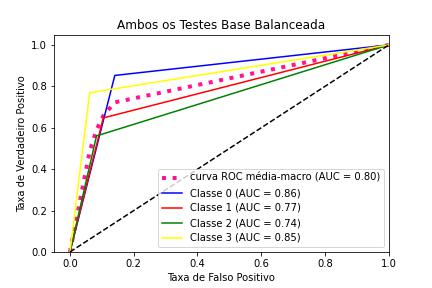 Ambos os Testes Base Balanceada
Taxa de Verdadeiro Positivo
1.0
0.8
0.6
0.4
0.2
0.0
curva ROC média-macro (AUC = 0.80)
Classe 0 (AUC = 0.86)
Classe 1 (AUC = 0.77)
Classe 2 (AUC = 0.74)
Classe 3 (AUC = 0.85)
0.0 0.2 0.4 0.6 0.8 1.0
Taxa de Falso Positivo